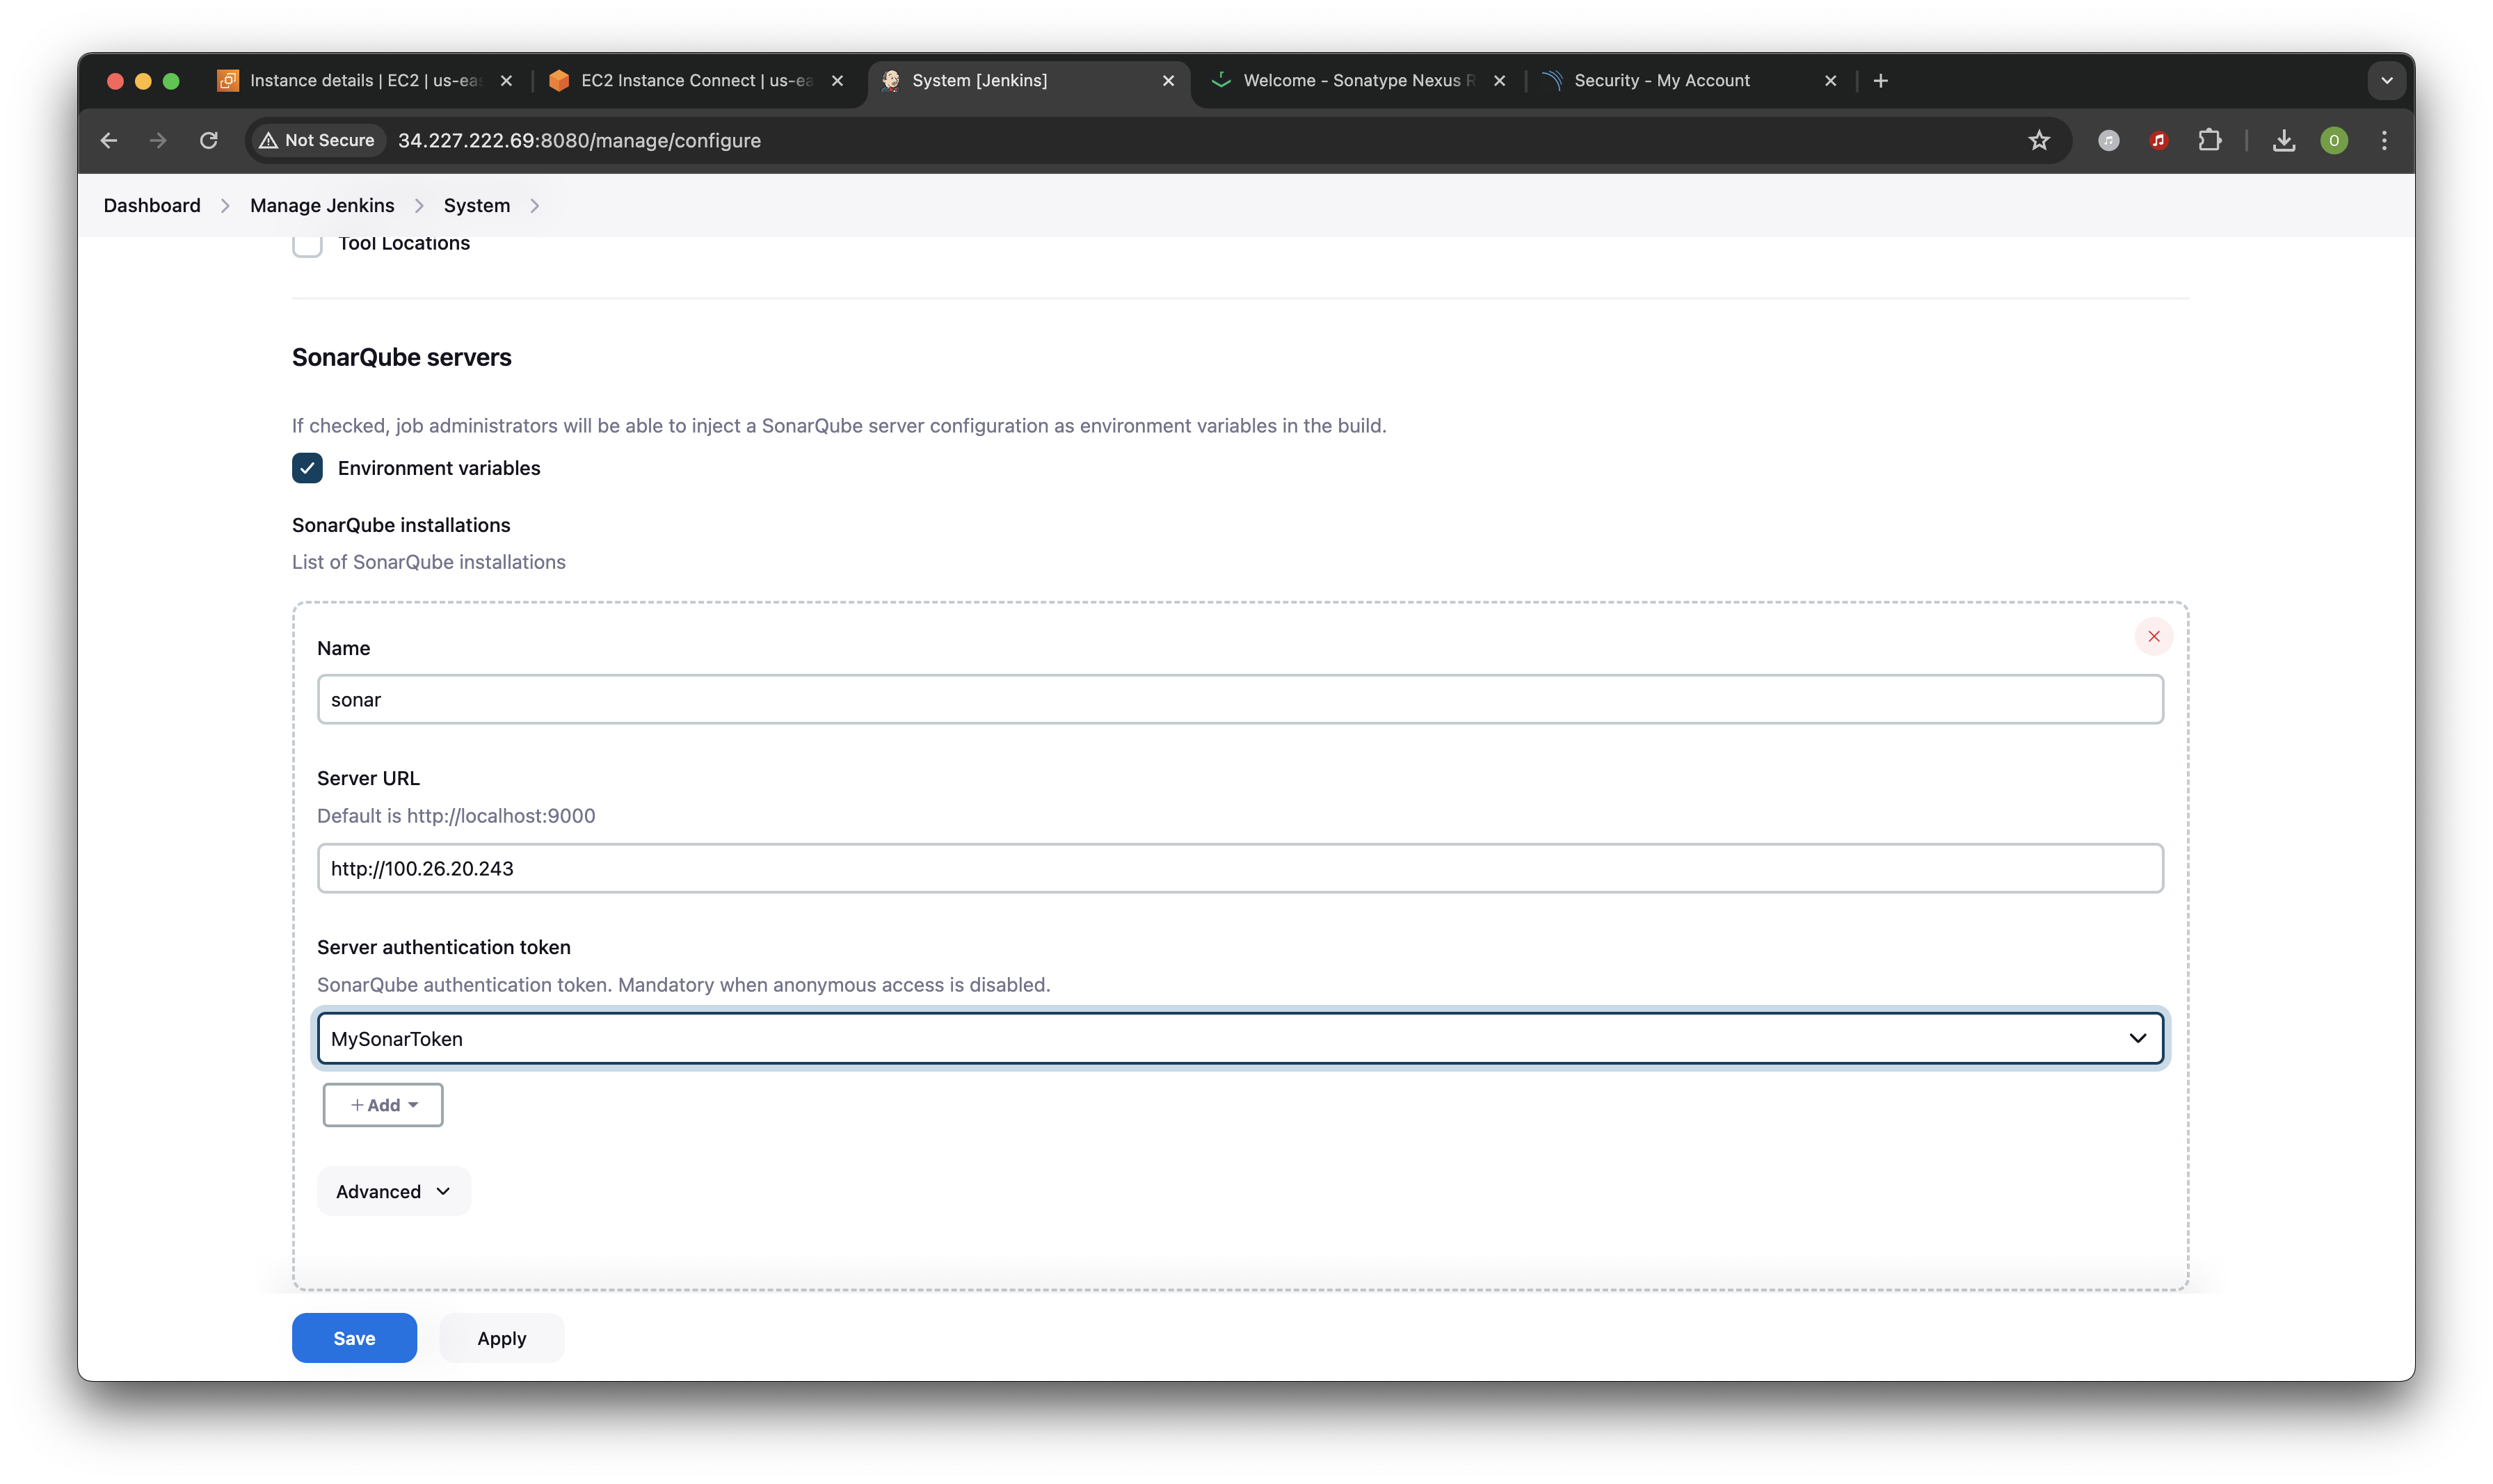 Instance details | EC2 | us-eas
EC2 Instance Connect | us-ea
System [Jenkins]
Welcome - Sonatype Nexus R
Security - My Account
Not Secure
34.227.222.69:8080/manage/configure
O
Dashboard
Manage Jenkins
System
Tool Locations
SonarQube servers
If checked, job administrators will be able to inject a SonarQube server configuration as environment variables in the build.
Environment variables
SonarQube installations
List of SonarQube installations
Name
sonar
Server URL
Default is http://localhost:9000
http://100.26.20.243
Server authentication token
SonarQube authentication token. Mandatory when anonymous access is disabled.
MySonarToken
+ Add
Advanced
Save
Apply